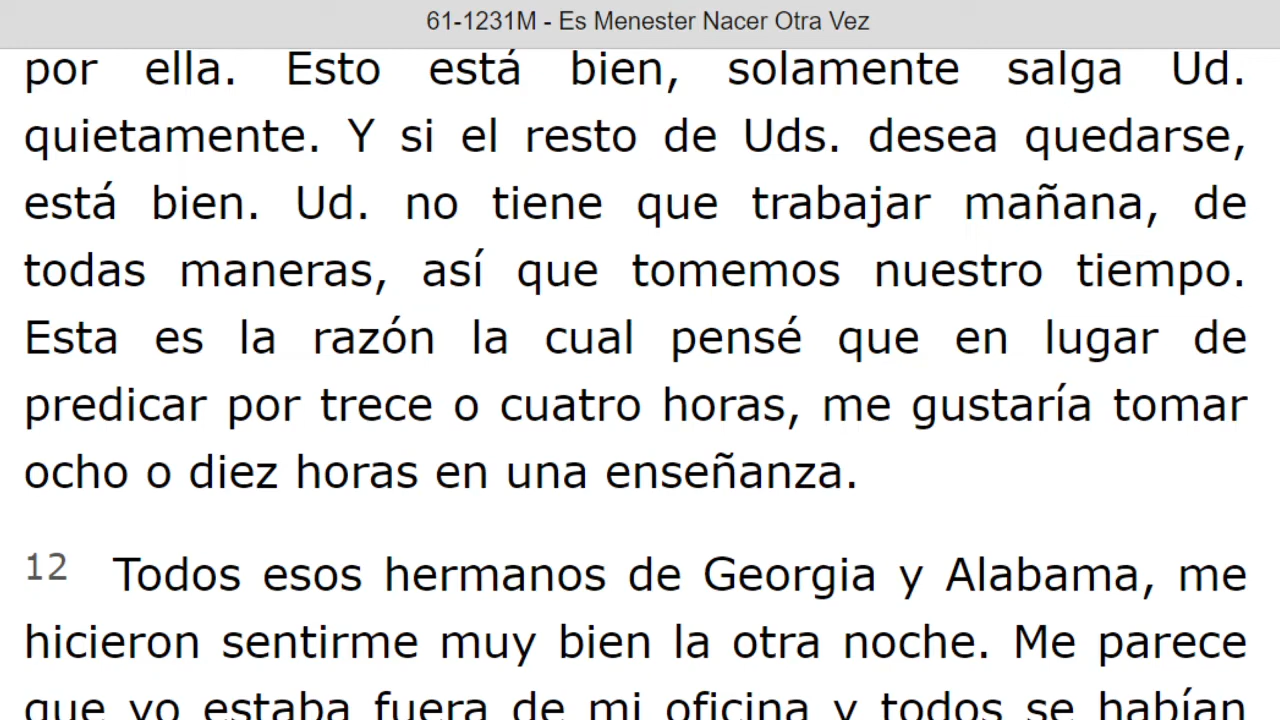 61-1231M - Es Menester Nacer Otra Vez
por ella. Esto está bien, solamente salga Ud.
quietamente. Y si el resto de Uds. desea quedarse,
está bien. Ud. no tiene que trabajar mañana, de
todas maneras, así que tomemos nuestro tiempo.
Esta es la razón la cual pensé que en lugar de
predicar por trece o cuatro horas, me gustaría tomar
ocho o diez horas en una enseñanza.
12 Todos esos hermanos de Georgia y Alabama, me
hicieron sentirme muy bien la otra noche. Me parece
que yo estaba fuera de mi oficina y todos se habían